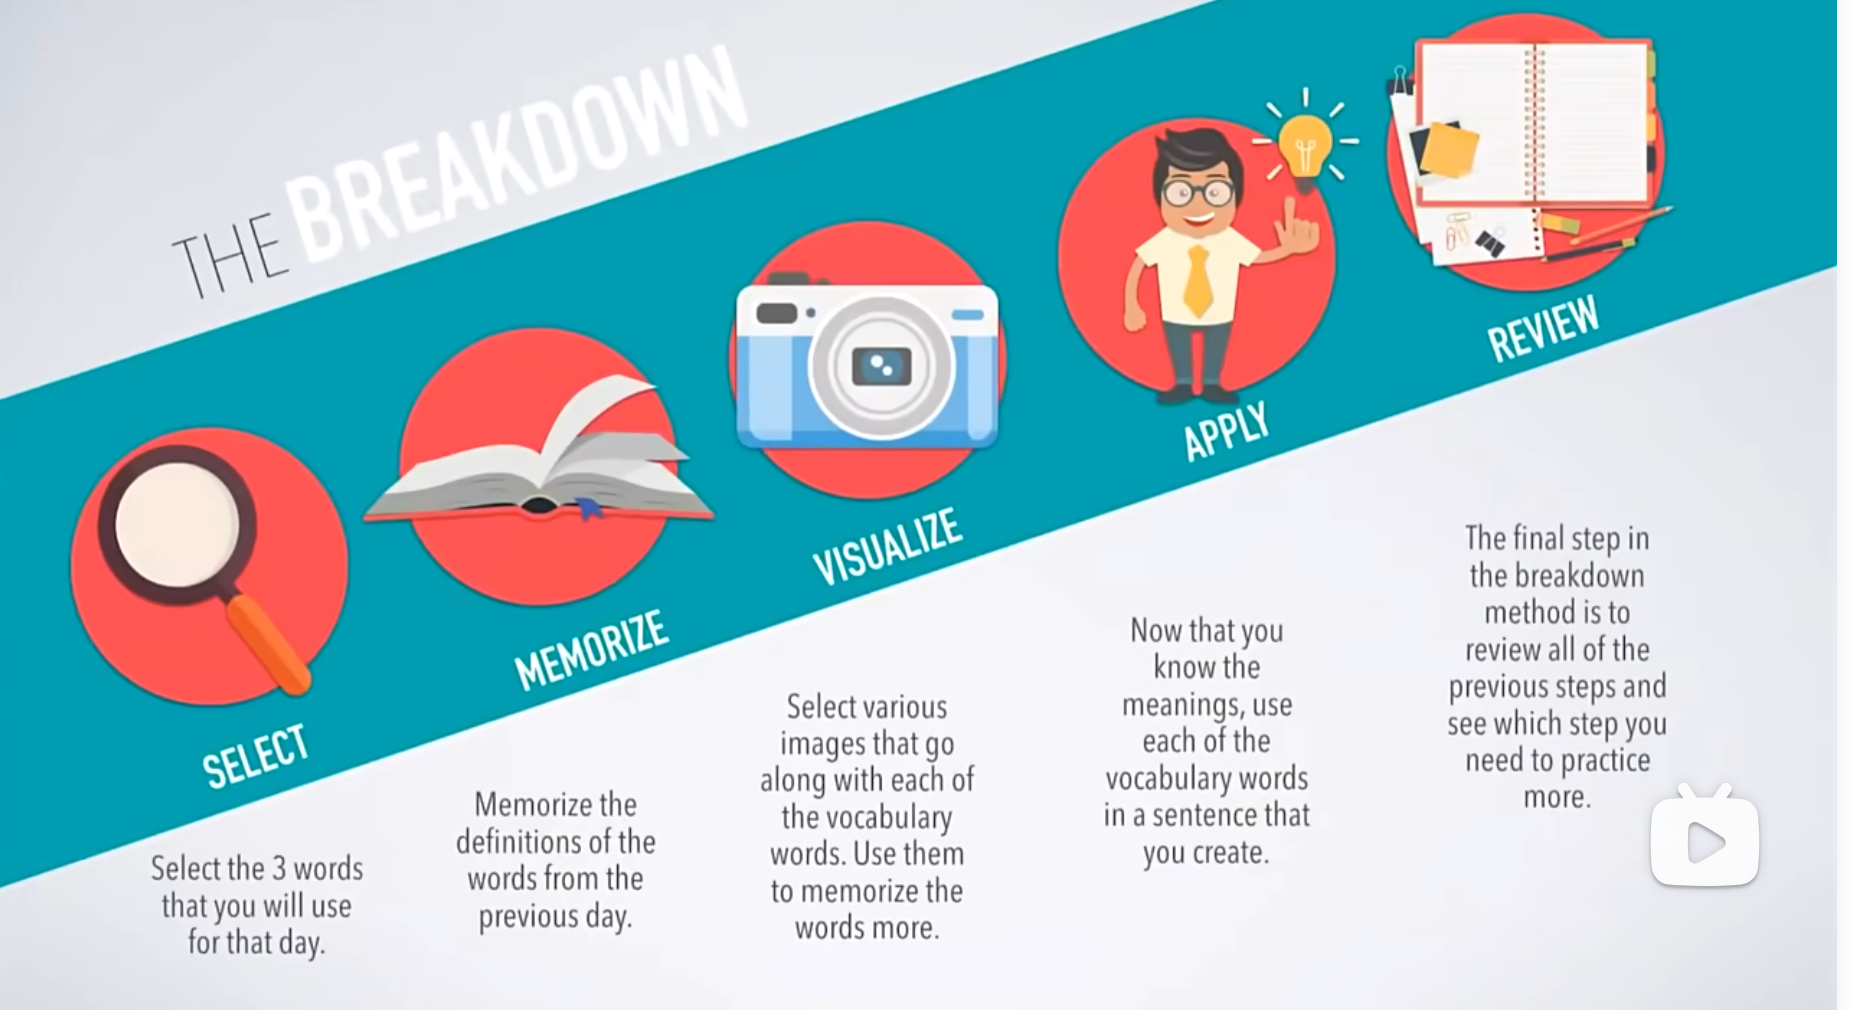 THE BREAKDOWN
SELECT
Select the 3 words
that you will use
for that day.
MEMORIZE
Memorize the
definitions of the
words from the
previous day.
VISUALIZE
Select various
images that go
along with each of
the vocabulary
words. Use them
to memorize the
words more.
APPLY
Now that you
know the
meanings, use
each of the
vocabulary words
in a sentence that
you create.
REVIEW
The final step in
the breakdown
method is to
review all of the
previous steps and
see which step you
need to practice
more.